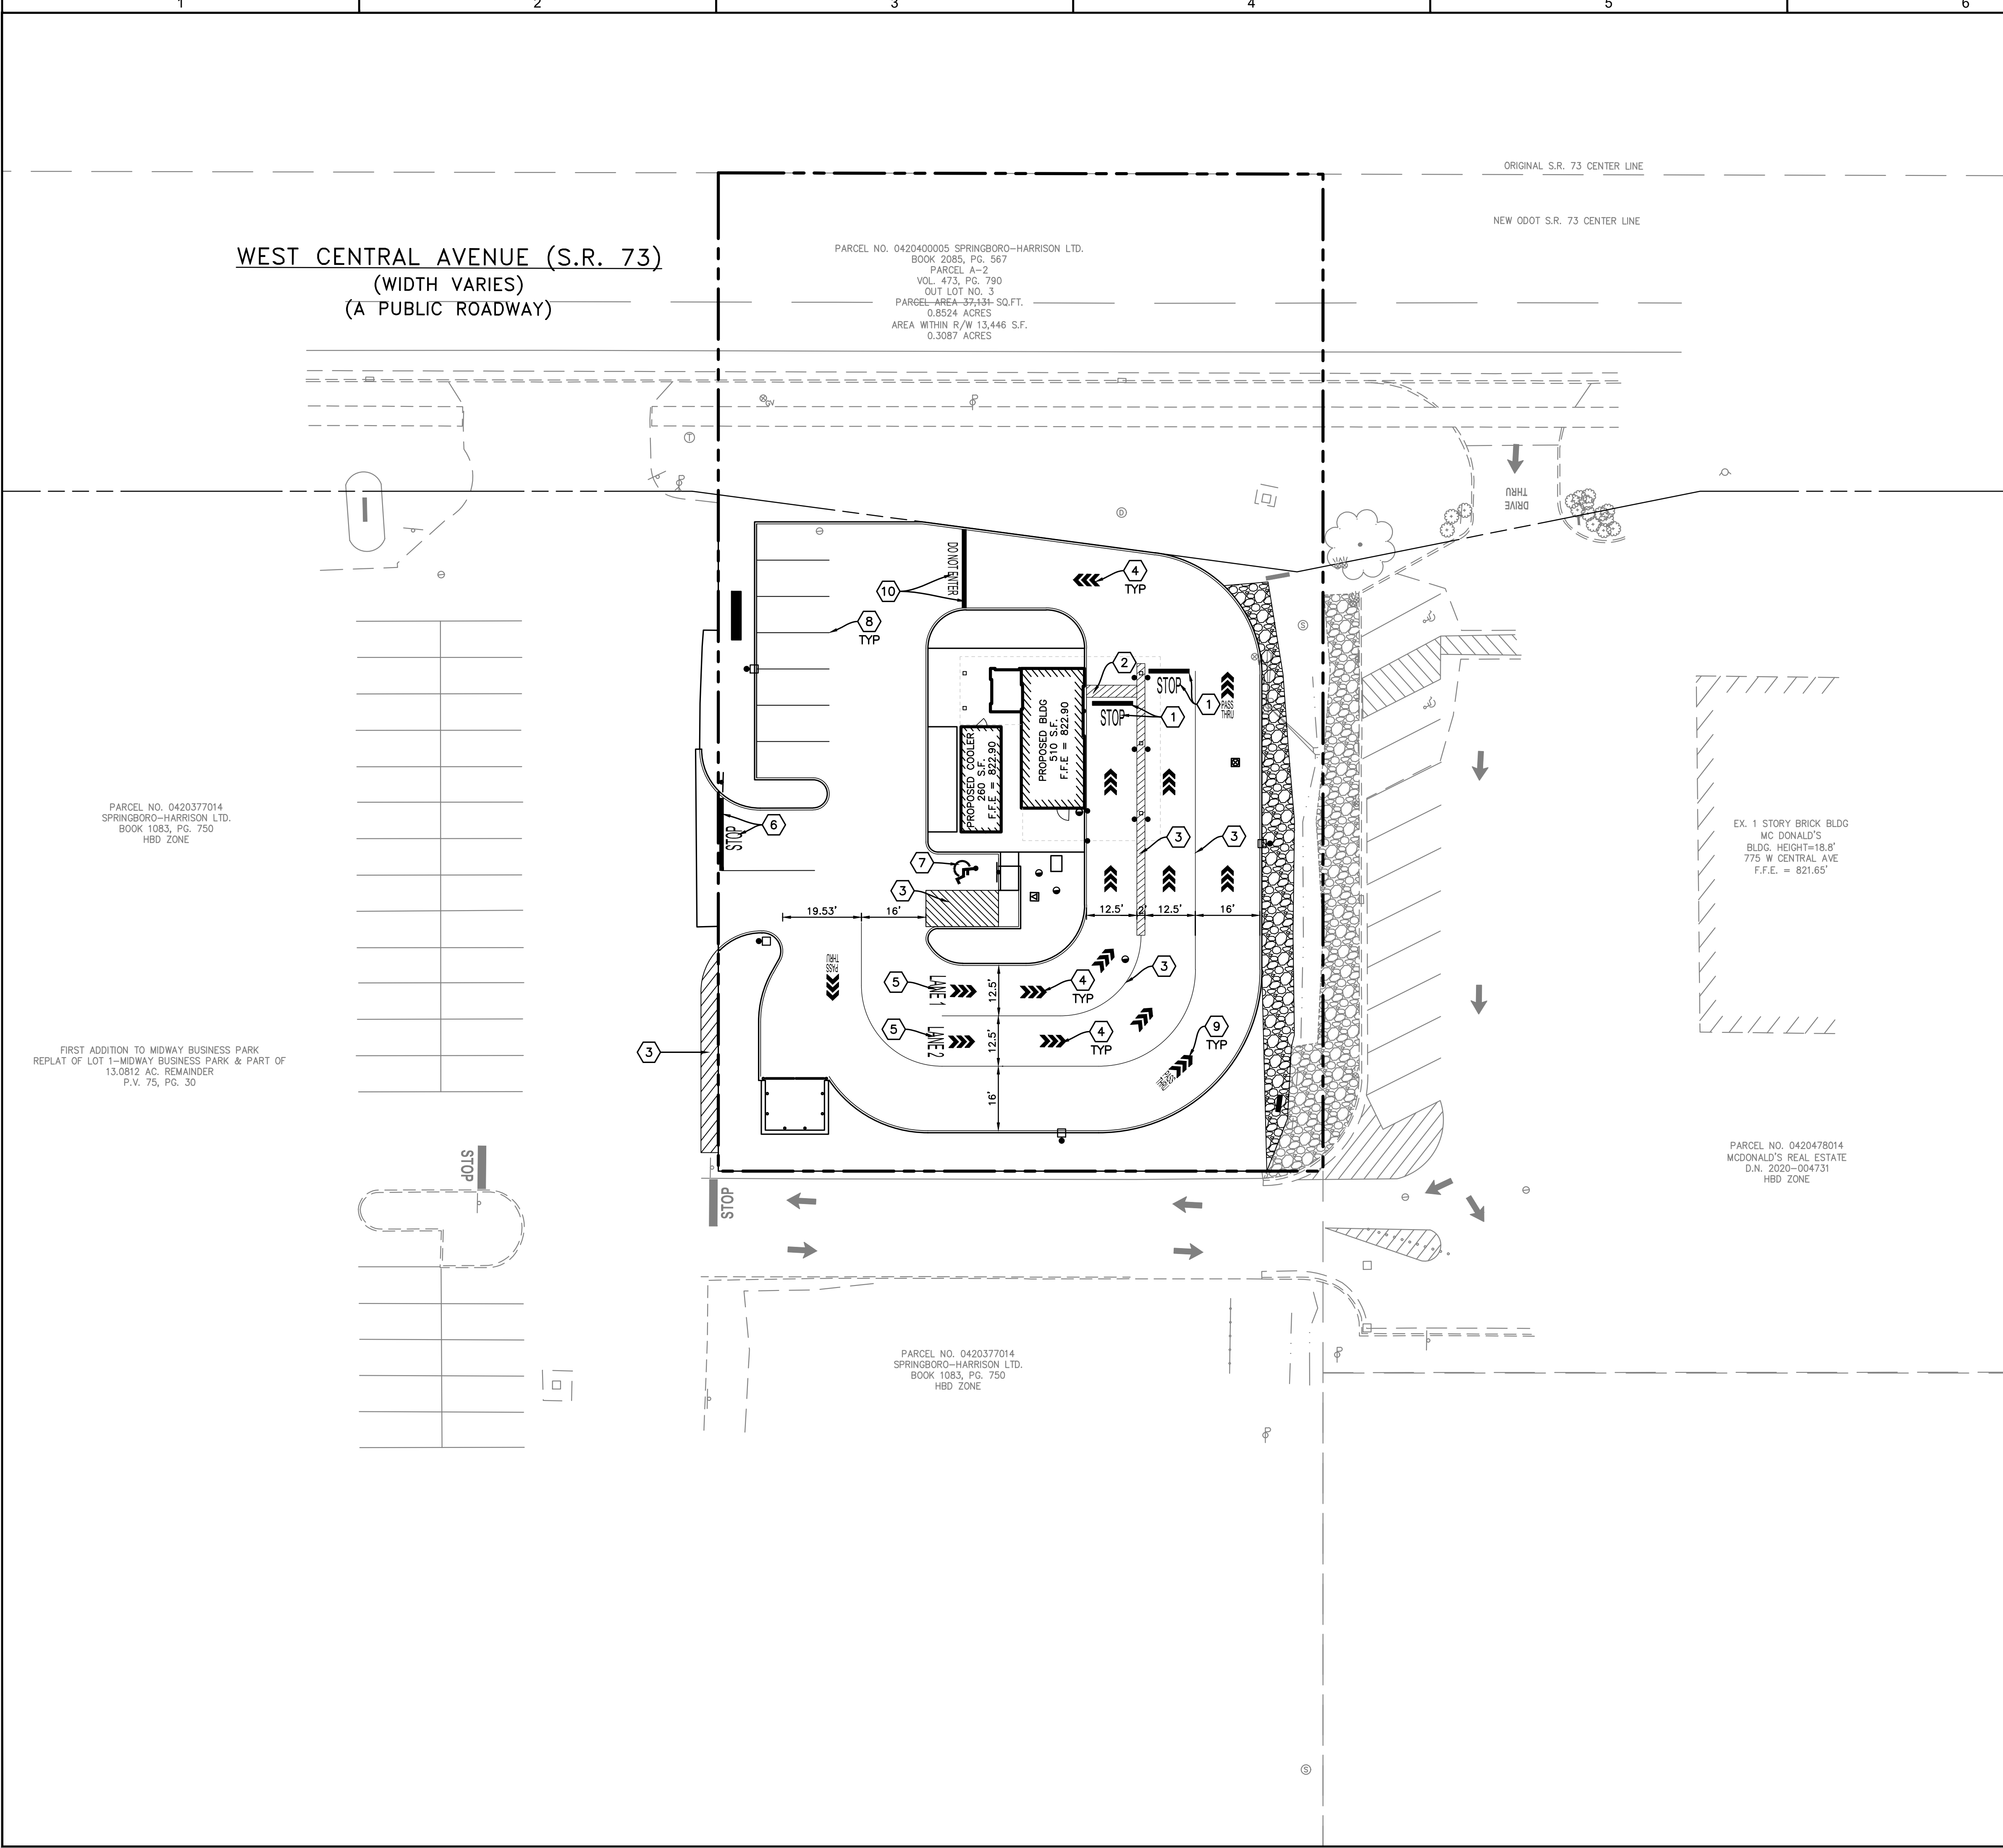 1
2
3
4
5
6
ORIGINAL S.R. 73 CENTER LINE
NEW ODOT S.R. 73 CENTER LINE
WEST CENTRAL AVENUE (S.R. 73)
(WIDTH VARIES)
(A PUBLIC ROADWAY)
PARCEL NO. 0420400005 SPRINGBORO-HARRISON LTD.
BOOK 2085, PG. 567
PARCEL A-2
VOL. 473, PG. 790
OUT LOT NO. 3
PARCEL AREA 37,131 SQ.FT.
0.8524 ACRES
AREA WITHIN R/W 13,446 S.F.
0.3087 ACRES
GV
T
D
S
DRIVE
THRU
DO NOT ENTER
10
4
TYP
8
TYP
2
STOP
1
STOP
1
PASS
THRU
PROPOSED BLDG
510 S.F.
F.F.E = 822.90
PROPOSED COOLER
260 S.F.
F.F.E = 822.90
6
STOP
7
3
3
3
19.53'
16'
12.5'
2'
12.5'
16'
PASS
THRU
5
LANE 1
12.5'
4
TYP
3
5
LANE 2
12.5'
4
TYP
9
TYP
16'
3
PARCEL NO. 0420377014
SPRINGBORO-HARRISON LTD.
BOOK 1083, PG. 750
HBD ZONE
EX. 1 STORY BRICK BLDG
MC DONALD'S
BLDG. HEIGHT=18.8'
775 W CENTRAL AVE
F.F.E. = 821.65'
FIRST ADDITION TO MIDWAY BUSINESS PARK
REPLAT OF LOT 1-MIDWAY BUSINESS PARK & PART OF
13.0812 AC. REMAINDER
P.V. 75, PG. 30
PARCEL NO. 0420478014
MCDONALD'S REAL ESTATE
D.N. 2020-004731
HBD ZONE
STOP
STOP
PARCEL NO. 0420377014
SPRINGBORO-HARRISON LTD.
BOOK 1083, PG. 750
HBD ZONE
S